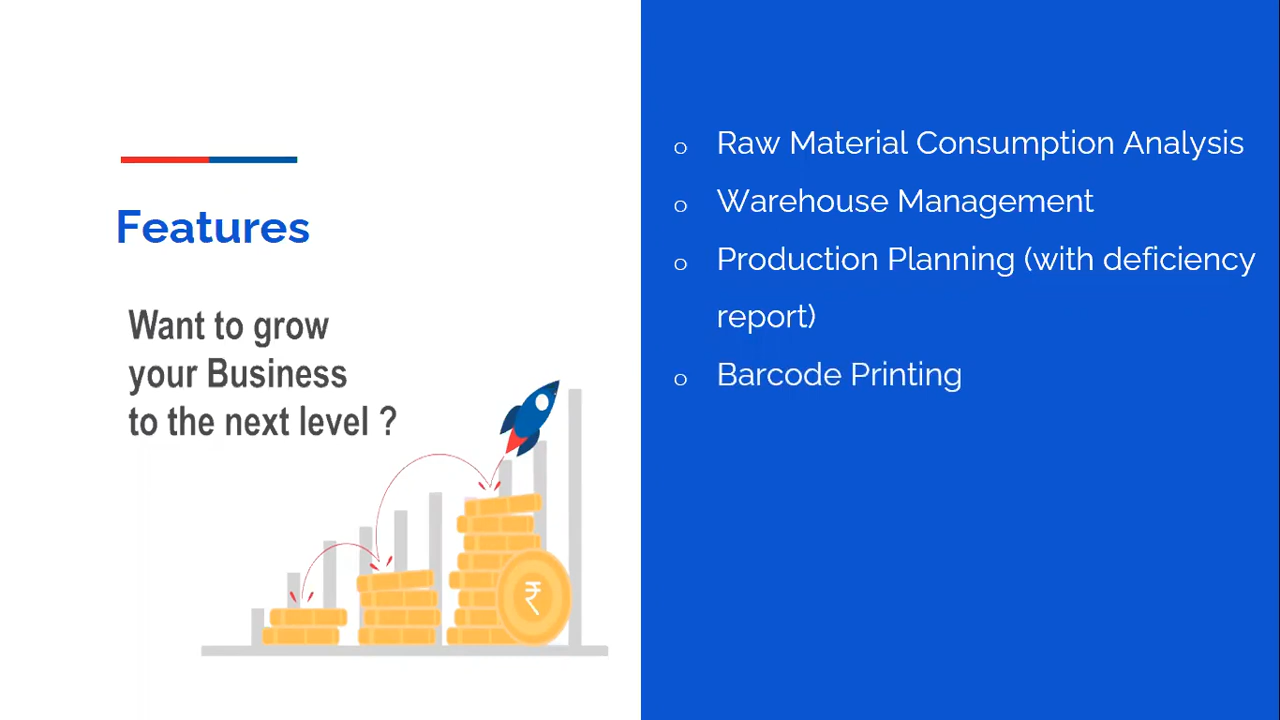 Features
Want to grow
your Business
to the next level ?
₹
o Raw Material Consumption Analysis
o Warehouse Management
o Production Planning (with deficiency
report)
o Barcode Printing